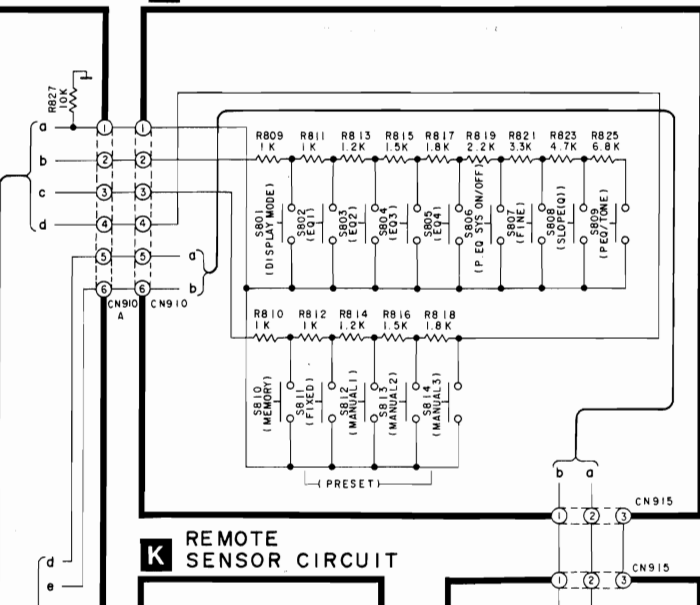 R827
10K
a
b
c
d
1
2
3
4
5
6
1
2
3
4
5
6
a
b
CN910
A
CN910
R809 R811 R813 R815 R817 R819 R821 R823 R825
1K 1K 1.2K 1.5K 1.8K 2.2K 3.3K 4.7K 6.8K
S801
(DISPLAY MODE)
S802
(EQ1)
S803
(EQ2)
S804
(EQ3)
S805
(EQ4)
S806
(P.EQ SYS ON/OFF)
S807
(FINE)
S808
(SLOPE(Q))
S809
(PEQ/TONE)
R810 R812 R814 R816 R818
1K 1K 1.2K 1.5K 1.8K
S810
(MEMORY)
S811
(FIXED)
S812
(MANUAL1)
S813
(MANUAL2)
S814
(MANUAL3)
(PRESET)
b a
CN915
1 2 3
K REMOTE
SENSOR CIRCUIT
CN915
1 2 3
d
e